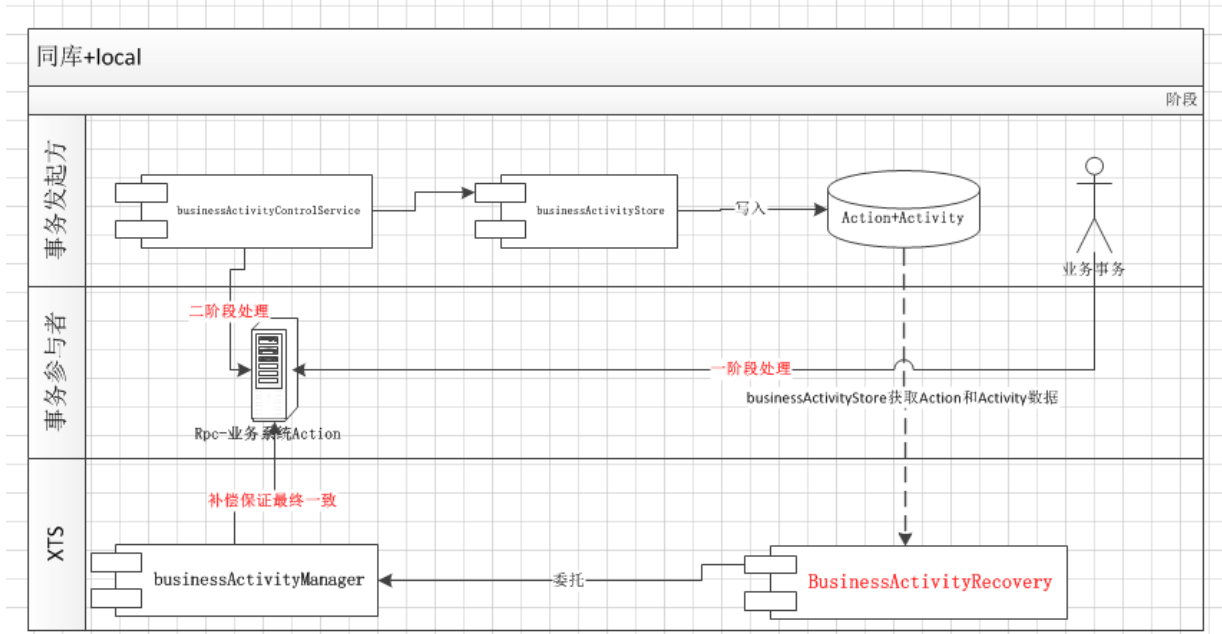 同库+local
阶段
事务发起方
businessActivityControlService
businessActivityStore
写入
Action+Activity
业务事务
事务参与者
二阶段处理
一阶段处理
businessActivityStore获取Action和Activity数据
Rpc-业务系统Action
XTS
补偿保证最终一致
businessActivityManager
委托
BusinessActivityRecovery